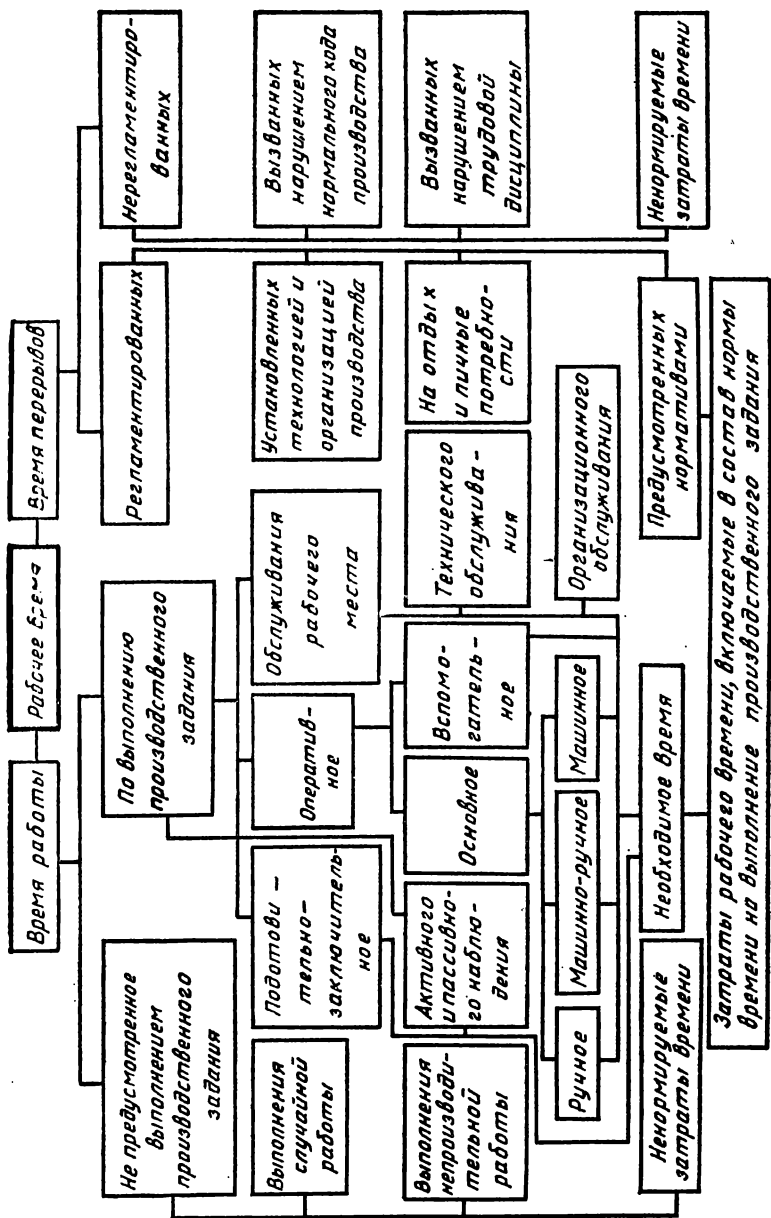 Время работы
Рабочее время
Время перерывов
Не предусмотренное
выполнением
производственного
задания
По выполнению
производственного
задания
Регламентированных
Нерегламентиро-
ванных
Выполнения
случайной
работы
Подотови-
тельно-
заключитель-
ное
Оператив-
ное
Обслуживания
рабочего
места
Установленных
технологией и
организацией
производства
Вызванных
нарушением
нормального хода
производства
Выполнения
непроизводи-
тельной
работы
Активного
и пассивно-
го наблю-
дения
Основное
Вспомо-
гатель-
ное
Технического
обслужива-
ния
На отдых
и личные
потребно-
сти
Вызванных
нарушением
трудовой
дисциплины
Ручное
Машинно-ручное
Машинное
Организационного
обслуживания
Ненормируемые
затраты времени
Необходимое время
Предусмотренных
нормативами
Ненормируемые
затраты времени
Затраты рабочего времени, включаемые в состав нормы
времени на выполнение производственного задания